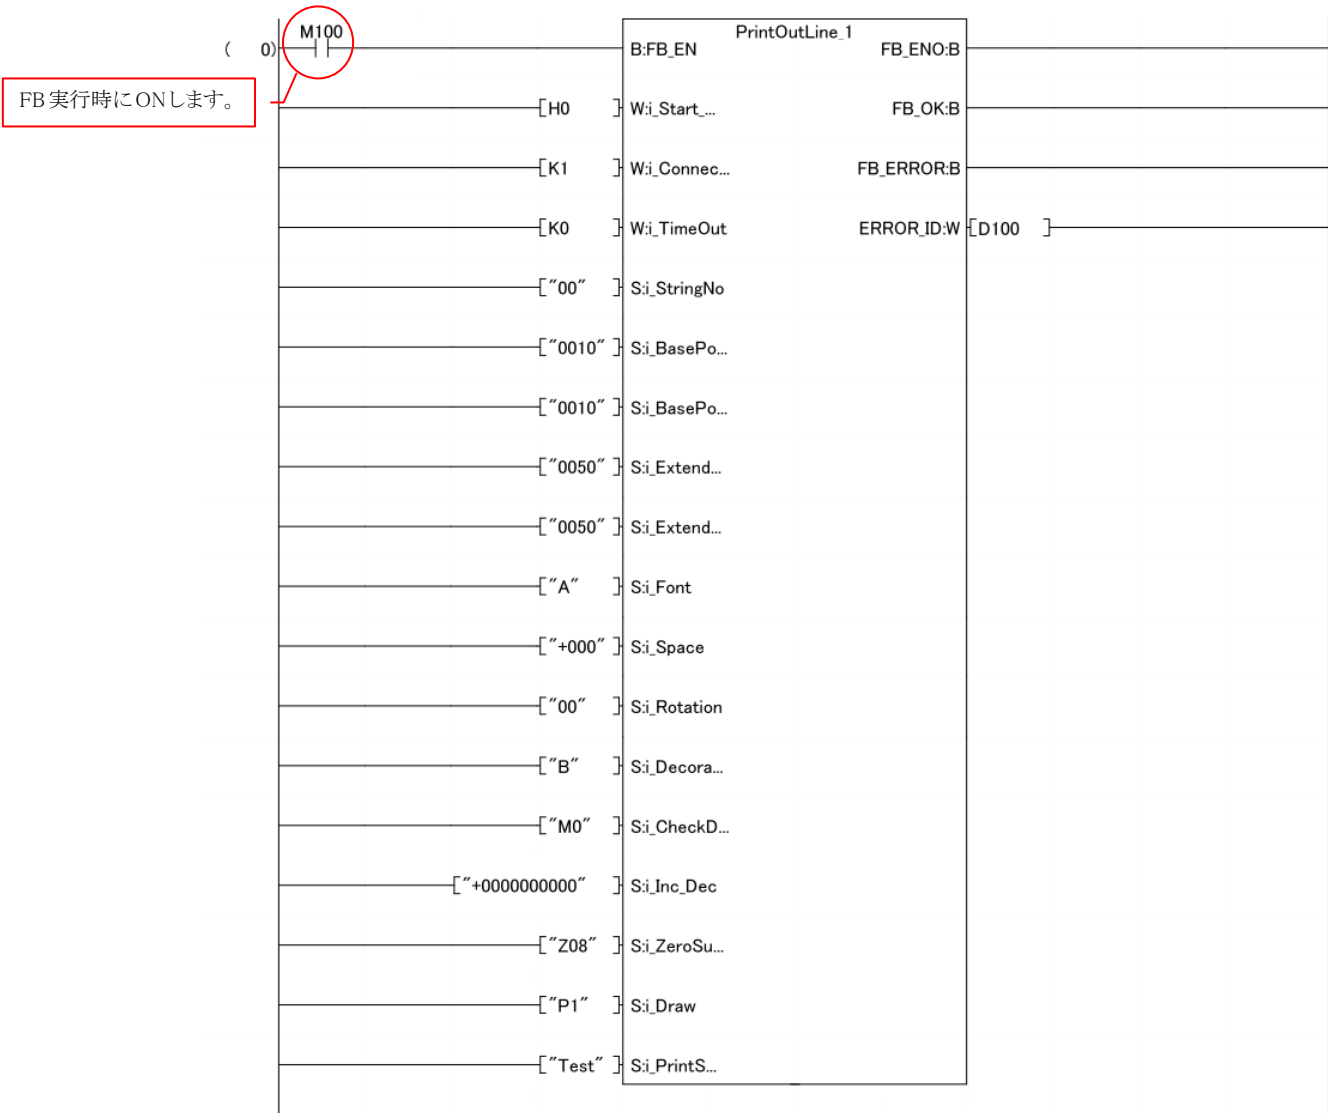 PrintOutLine_1
M100
( 0) B:FB_EN FB_ENO:B
FB実行時にONします。
[H0 ] W:i_Start_... FB_OK:B
[K1 ] W:i_Connec... FB_ERROR:B
[K0 ] W:i_TimeOut ERROR_ID:W [D100 ]
["00" ] S:i_StringNo
["0010" ] S:i_BasePo...
["0010" ] S:i_BasePo...
["0050" ] S:i_Extend...
["0050" ] S:i_Extend...
["A" ] S:i_Font
["+000" ] S:i_Space
["00" ] S:i_Rotation
["B" ] S:i_Decora...
["M0" ] S:i_CheckD...
["+0000000000" ] S:i_Inc_Dec
["Z08" ] S:i_ZeroSu...
["P1" ] S:i_Draw
["Test" ] S:i_PrintS...